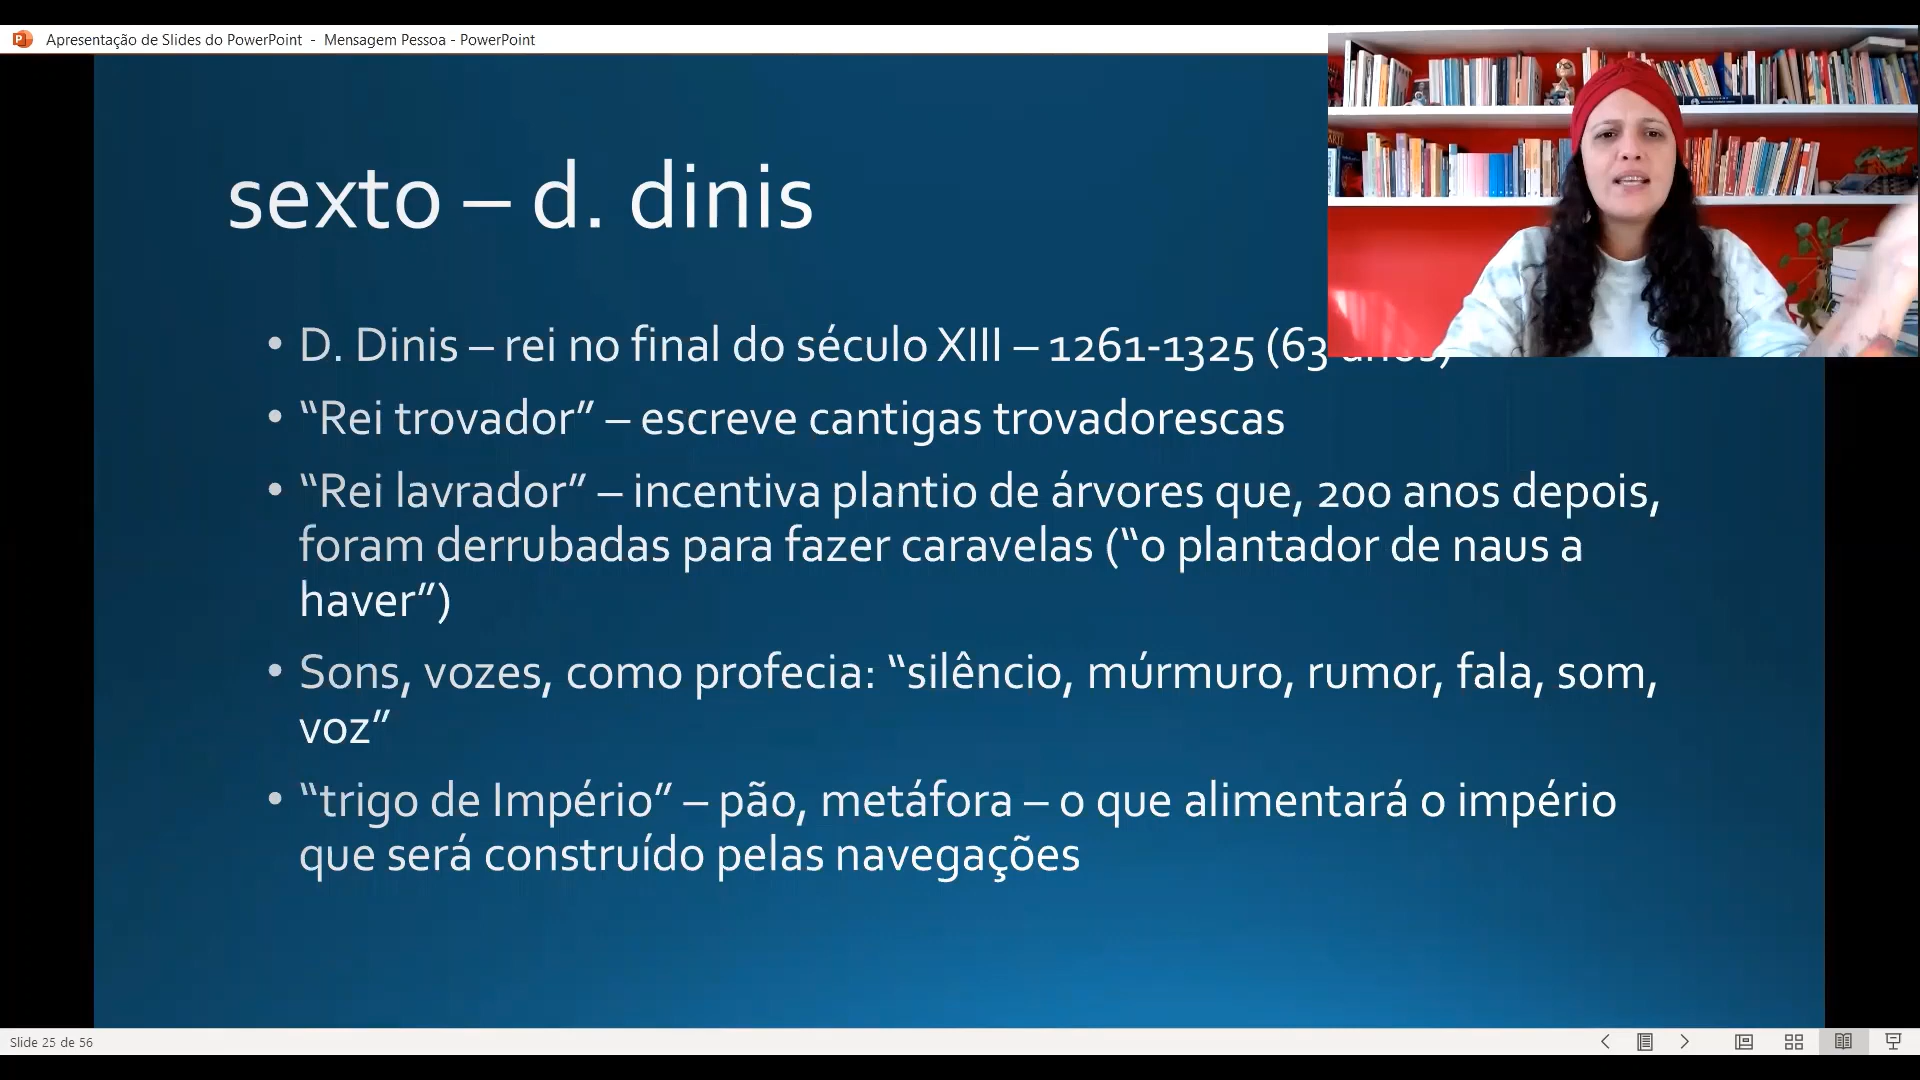 Apresentação de Slides do PowerPoint - Mensagem Pessoa - PowerPoint
sexto – d. dinis
• D. Dinis – rei no final do século XIII – 1261-1325 (63 anos)
• “Rei trovador” – escreve cantigas trovadorescas
• “Rei lavrador” – incentiva plantio de árvores que, 200 anos depois,
foram derrubadas para fazer caravelas (“o plantador de naus a
haver”)
• Sons, vozes, como profecia: “silêncio, múrmuro, rumor, fala, som,
voz”
• “trigo de Império” – pão, metáfora – o que alimentará o império
que será construído pelas navegações
Slide 25 de 56